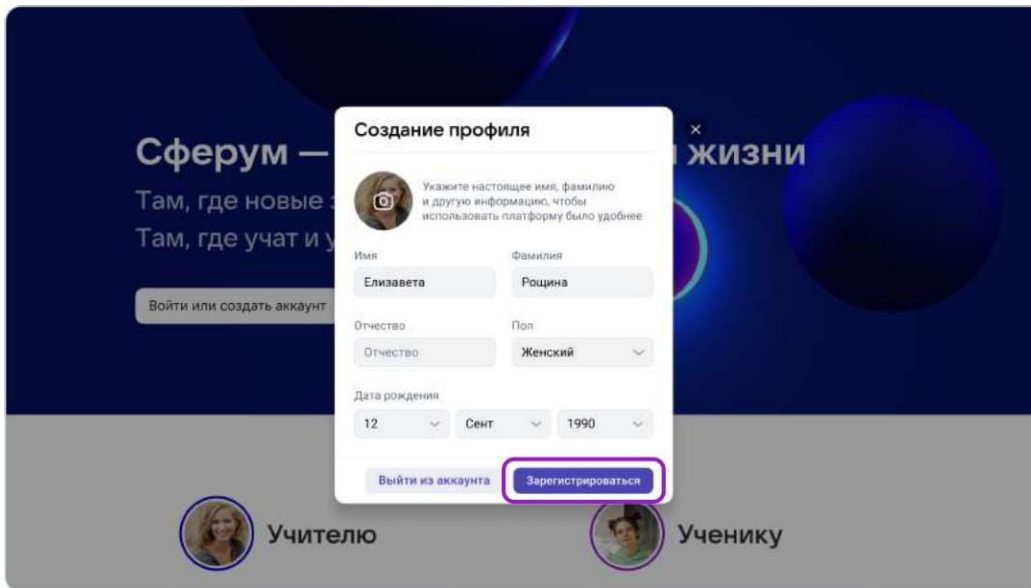 Создание профиля
Сферум —
жизни
Укажите настоящее имя, фамилию
и другую информацию, чтобы
использовать платформу было удобнее
Там, где новые
Там, где учат и у
Имя
Фамилия
Елизавета
Рощина
Войти или создать аккаунт
Отчество
Пол
Отчество
Женский
Дата рождения
12
Сент
1990
Выйти из аккаунта
Зарегистрироваться
Учителю
Ученику